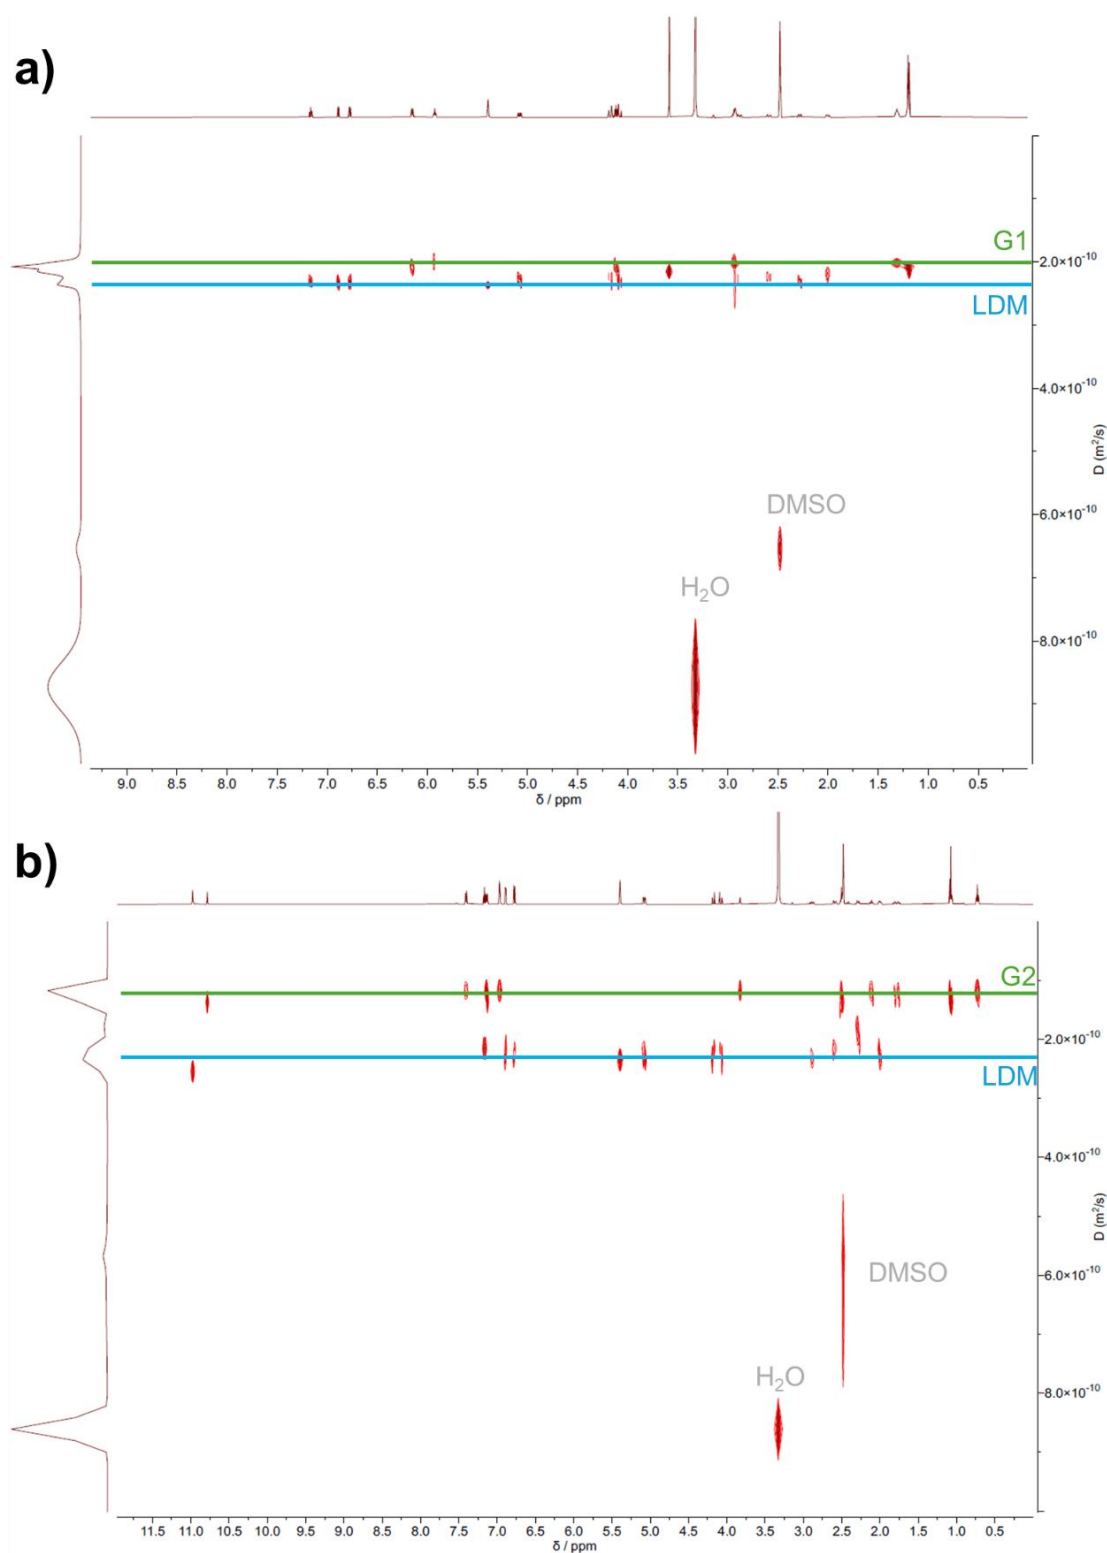 a)
G1
2.0×10⁻¹⁰
LDM
4.0×10⁻¹⁰
D (m²/s)
DMSO
6.0×10⁻¹⁰
H₂O
8.0×10⁻¹⁰
9.0 8.5 8.0 7.5 7.0 6.5 6.0 5.5 5.0 4.5 4.0 3.5 3.0 2.5 2.0 1.5 1.0 0.5
δ / ppm
b)
G2
2.0×10⁻¹⁰
LDM
4.0×10⁻¹⁰
D (m²/s)
DMSO
6.0×10⁻¹⁰
H₂O
8.0×10⁻¹⁰
11.5 11.0 10.5 10.0 9.5 9.0 8.5 8.0 7.5 7.0 6.5 6.0 5.5 5.0 4.5 4.0 3.5 3.0 2.5 2.0 1.5 1.0 0.5
δ / ppm